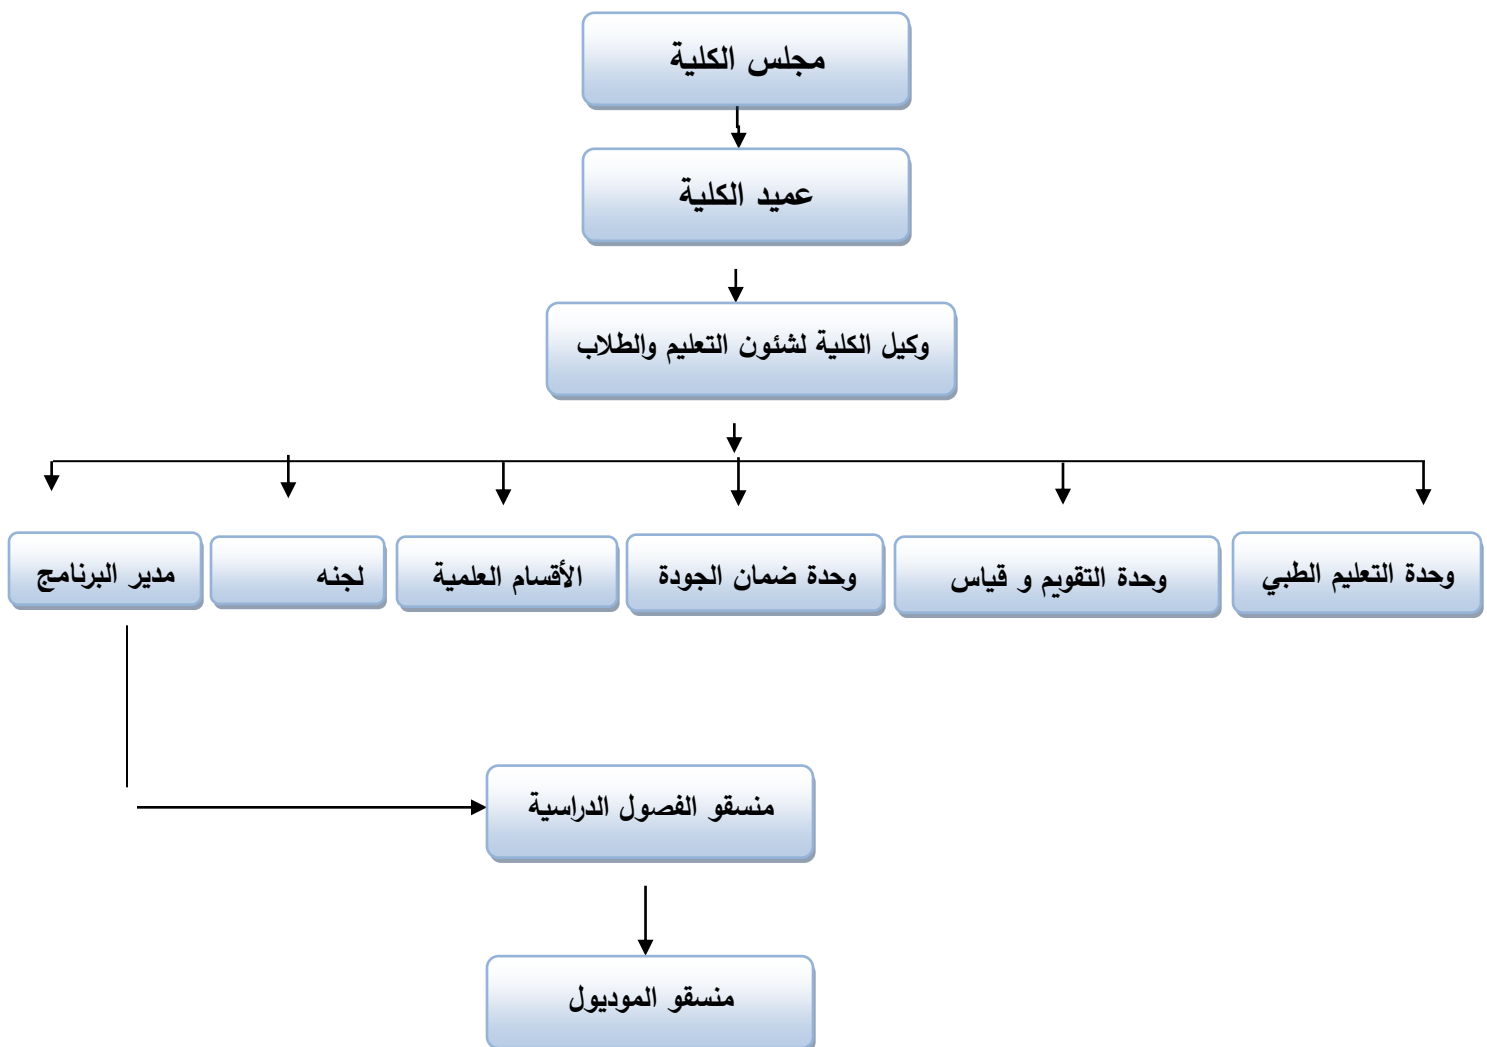 مجلس الكلية
عميد الكلية
وكيل الكلية لشئون التعليم والطلاب
وحدة التعليم الطبي
وحدة التقويم و قياس
وحدة ضمان الجودة
الأقسام العلمية
لجنه
مدير البرنامج
منسقو الفصول الدراسية
منسقو الموديول